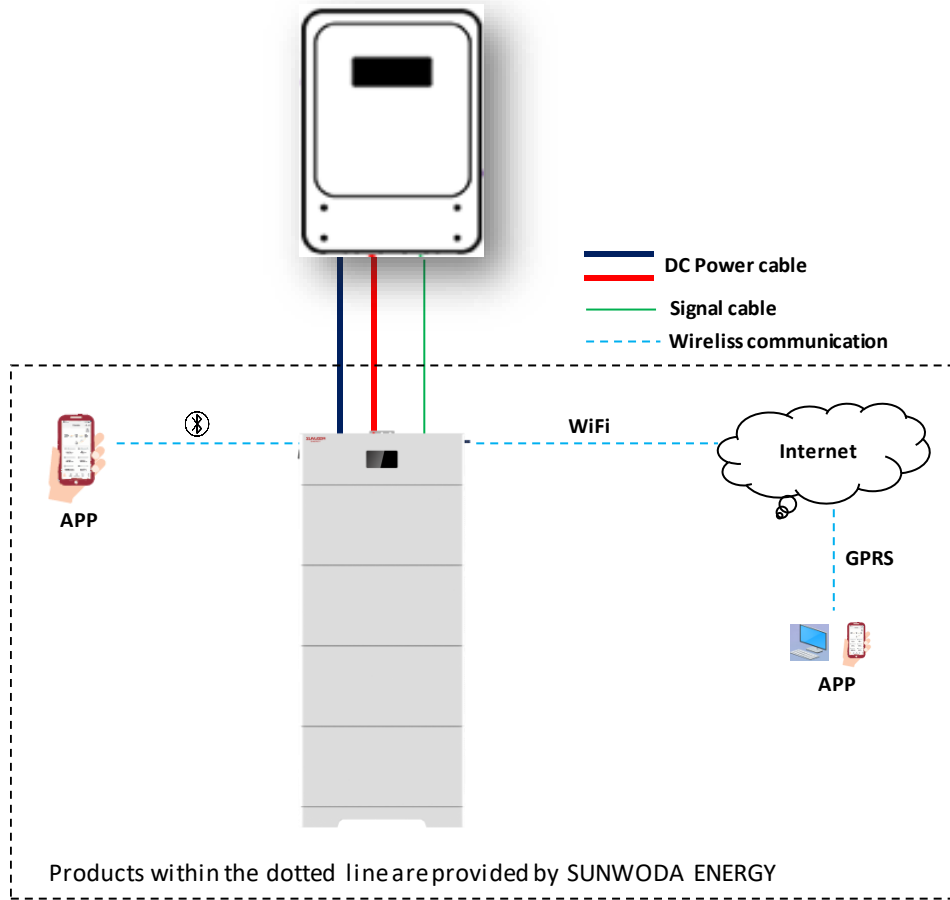 DC Power cable
Signal cable
Wireliss communication
WiFi
Internet
APP
GPRS
APP
Products within the dotted line are provided by SUNWODA ENERGY